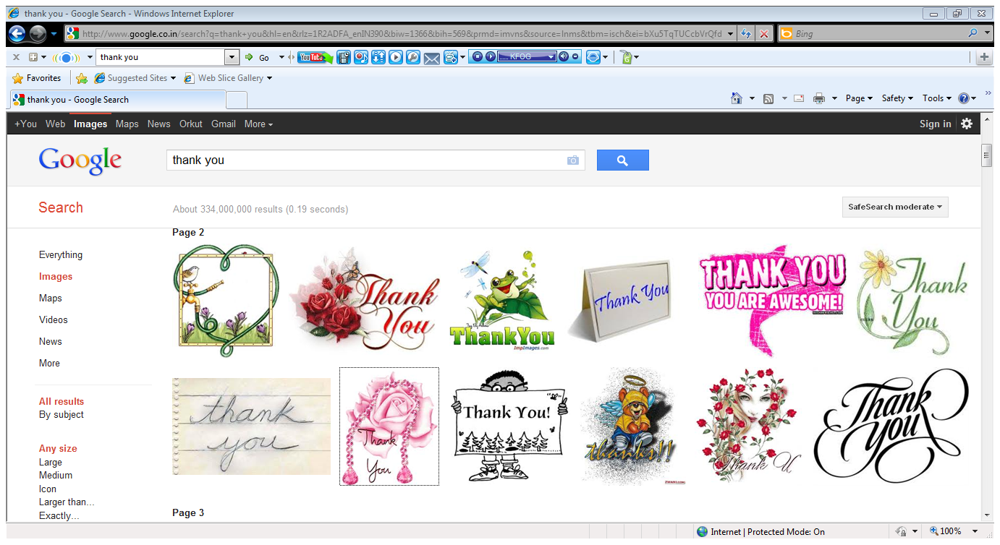 thank you - Google Search - Windows Internet Explorer
http://www.google.co.in/search?q=thank+you&hl=en&rlz=1R2ADFA_enIN390&biw=1366&bih=569&prmd=imvns&source=lnms&tbm=isch&ei=bXu5TqTUCcbVrQfd
Bing
thank you
Go
YouTube
KFOG
Favorites
Suggested Sites
Web Slice Gallery
thank you - Google Search
Page
Safety
Tools
+You Web Images Maps News Orkut Gmail More
Sign in
Google
thank you
Search
About 334,000,000 results (0.19 seconds)
SafeSearch moderate
Page 2
Everything
Images
Maps
Videos
News
More
All results
By subject
Any size
Large
Medium
Icon
Larger than...
Exactly...
Thank
You
ThankYou
ImpImages.com
Thank You
THANK YOU
YOU ARE AWESOME!
Thank
You
thank
you
Thank
You
Thank You!
thanks!!
Thank U
Thank
you
Page 3
Internet | Protected Mode: On
100%